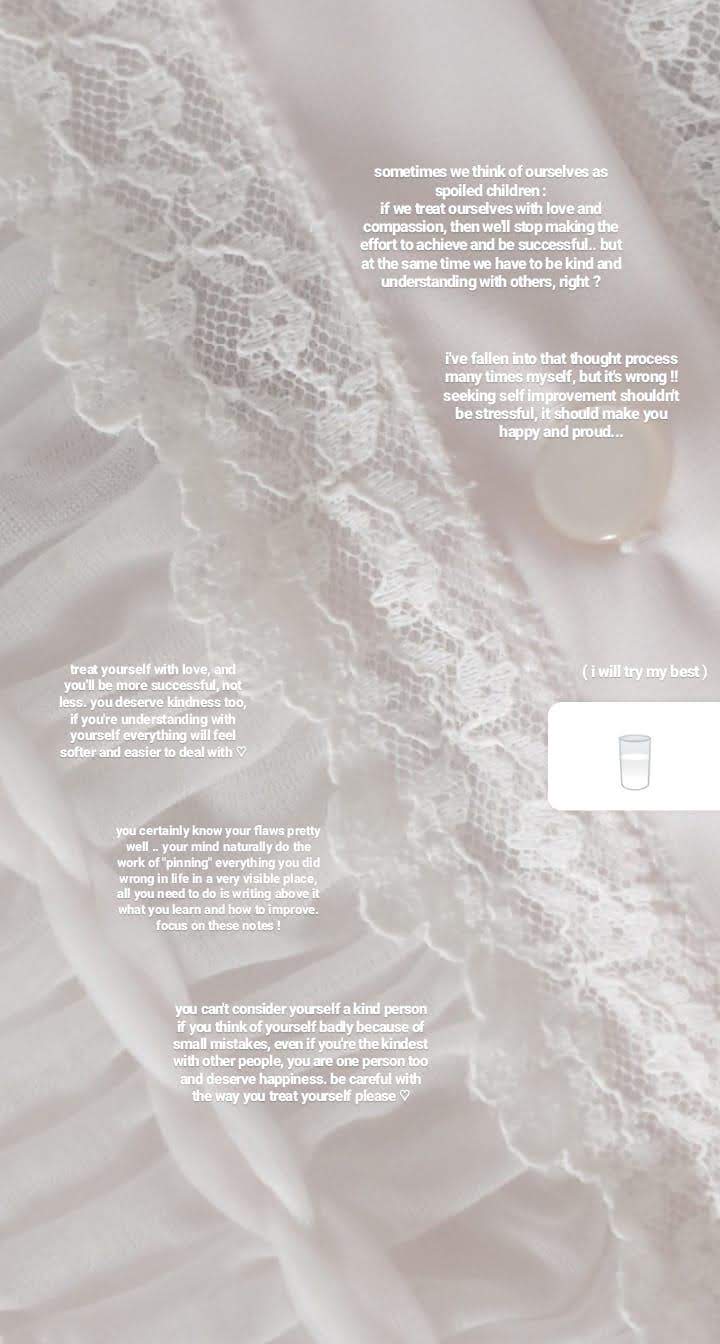 sometimes we think of ourselves as
spoiled children :
if we treat ourselves with love and
compassion, then we'll stop making the
effort to achieve and be successful.. but
at the same time we have to be kind and
understanding with others, right ?
i've fallen into that thought process
many times myself, but it's wrong !!
seeking self improvement shouldn't
be stressful, it should make you
happy and proud...
( i will try my best )
treat yourself with love, and
you'll be more successful, not
less. you deserve kindness too,
if you're understanding with
yourself everything will feel
softer and easier to deal with ♡
you certainly know your flaws pretty
well .. your mind naturally do the
work of "pinning" everything you did
wrong in life in a very visible place,
all you need to do is writing above it
what you learn and how to improve.
focus on these notes !
you can't consider yourself a kind person
if you think of yourself badly because of
small mistakes, even if you're the kindest
with other people, you are one person too
and deserve happiness. be careful with
the way you treat yourself please ♡